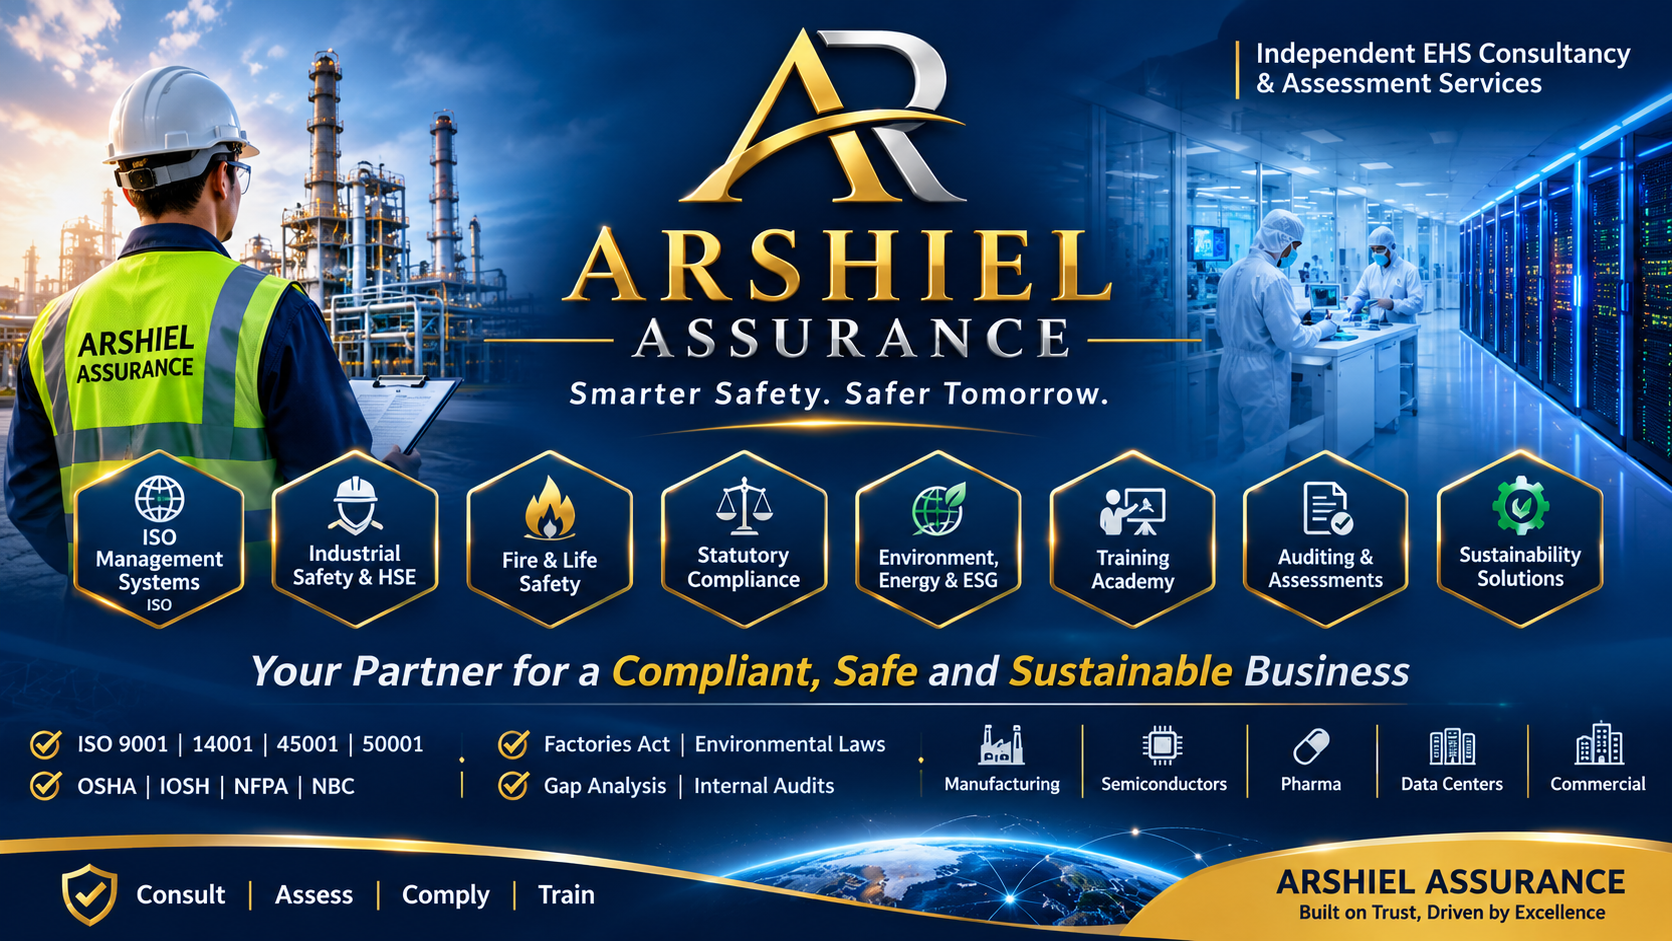 AR
Independent EHS Consultancy
& Assessment Services
ARSHIEL
ASSURANCE
Smarter Safety. Safer Tomorrow.
ARSHIEL
ASSURANCE
ISO
Management
Systems
ISO
Industrial
Safety & HSE
Fire & Life
Safety
Statutory
Compliance
Environment,
Energy & ESG
Training
Academy
Auditing &
Assessments
Sustainability
Solutions
Your Partner for a Compliant, Safe and Sustainable Business
ISO 9001 | 14001 | 45001 | 50001
OSHA | IOSH | NFPA | NBC
Factories Act | Environmental Laws
Gap Analysis | Internal Audits
Manufacturing
Semiconductors
Pharma
Data Centers
Commercial
Consult | Assess | Comply | Train
ARSHIEL ASSURANCE
Built on Trust, Driven by Excellence